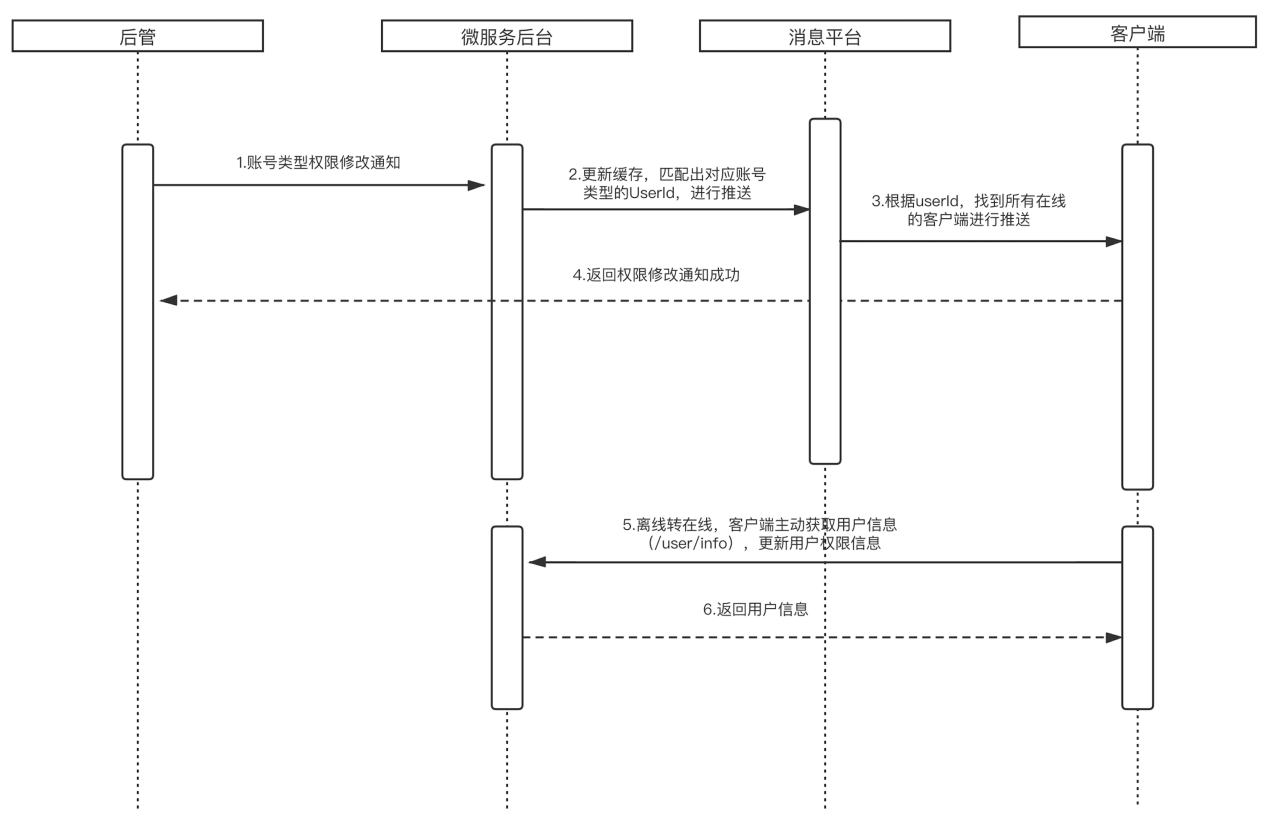 后管
微服务后台
消息平台
客户端
1.账号类型权限修改通知
2.更新缓存，匹配出对应账号
类型的UserId，进行推送
3.根据userId，找到所有在线
的客户端进行推送
4.返回权限修改通知成功
5.离线转在线，客户端主动获取用户信息
（/user/info），更新用户权限信息
6.返回用户信息